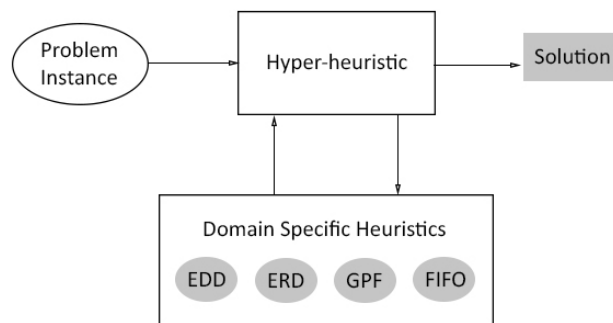 Problem
Instance
Hyper-heuristic
Solution
Domain Specific Heuristics
EDD
ERD
GPF
FIFO